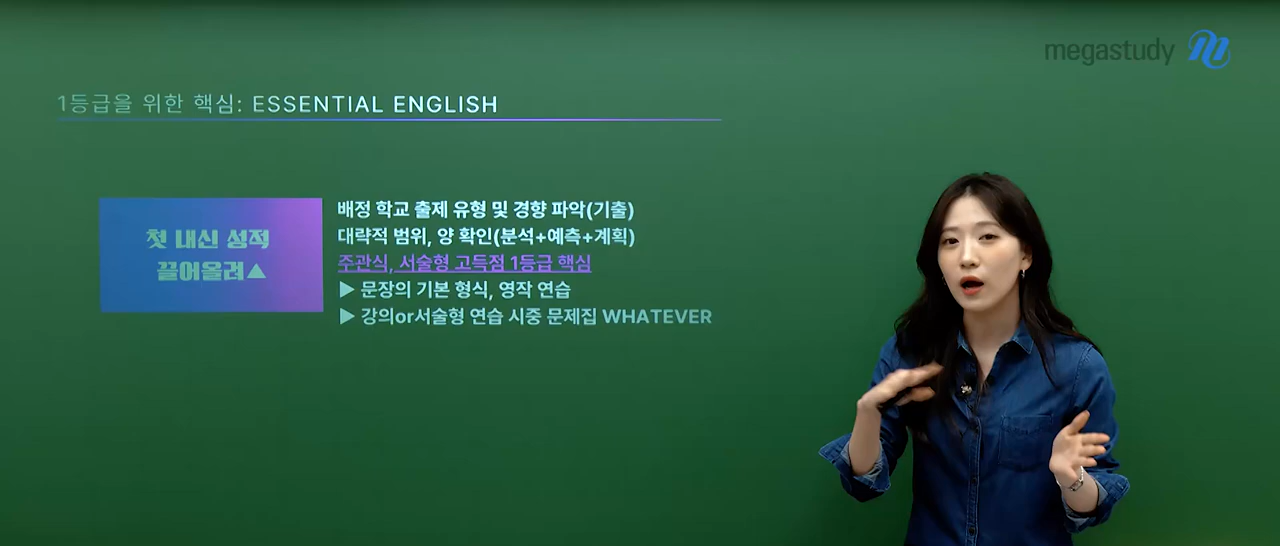 megastudy
1등급을 위한 핵심: ESSENTIAL ENGLISH
첫 내신 성적
끌어올려▲
배정 학교 출제 유형 및 경향 파악(기출)
대략적 범위, 양 확인(분석+예측+계획)
주관식, 서술형 고득점 1등급 핵심
▶ 문장의 기본 형식, 영작 연습
▶ 강의or서술형 연습 시중 문제집 WHATEVER